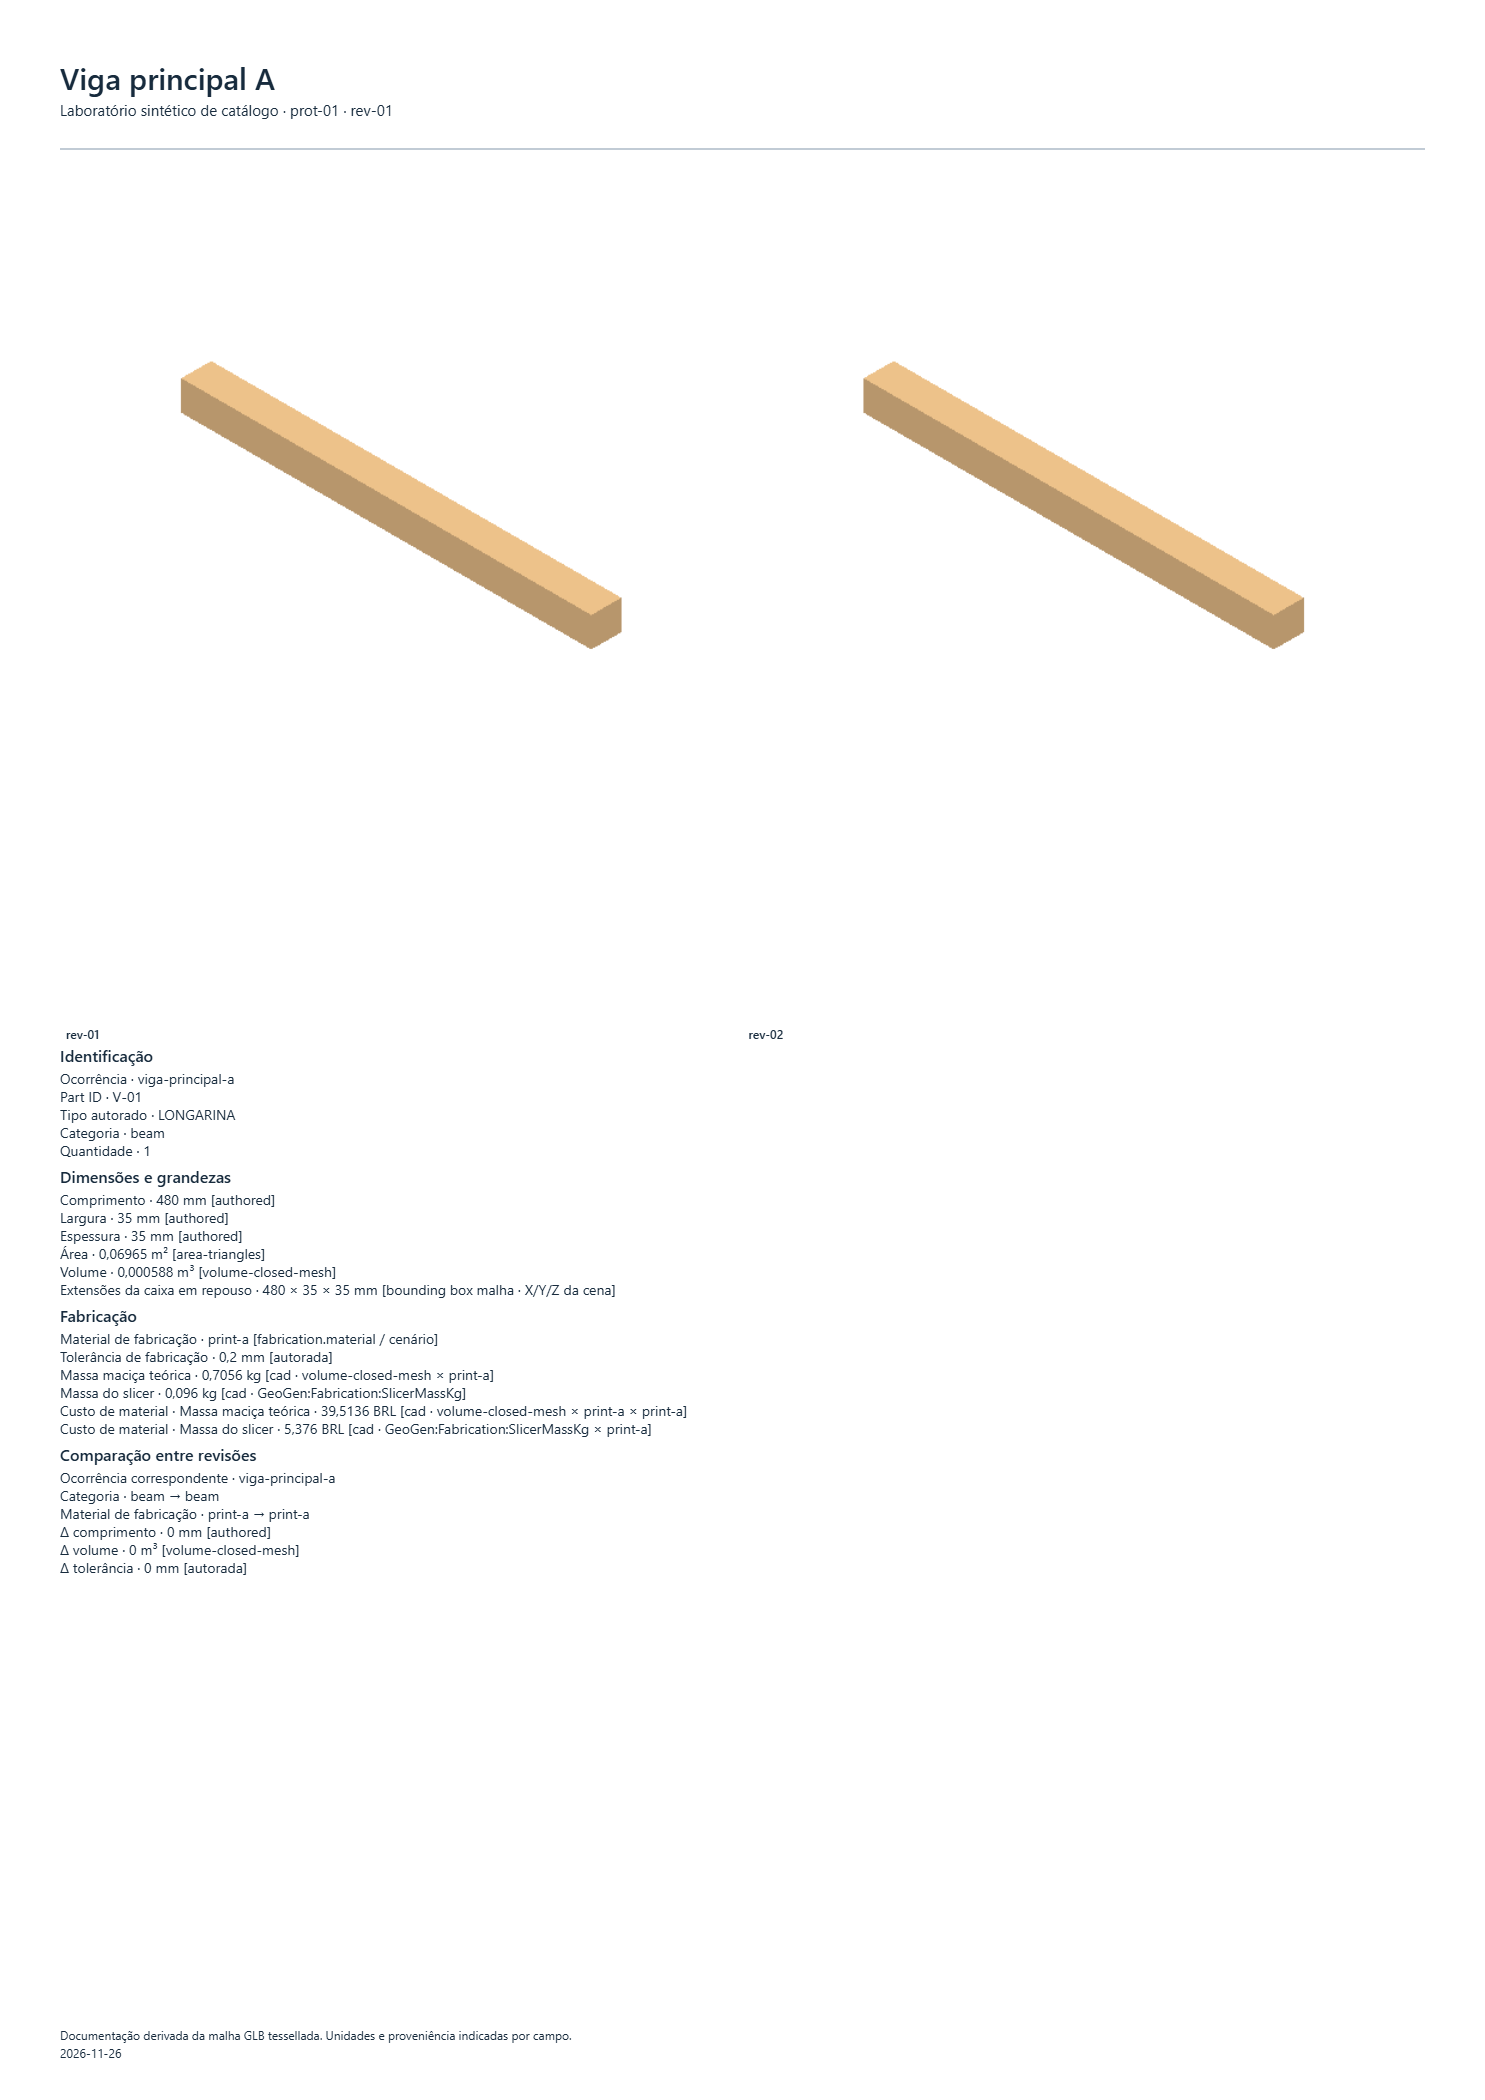 Viga principal A
Laboratório sintético de catálogo · prot-01 · rev-01
rev-01
rev-02
Identificação
Ocorrência · viga-principal-a
Part ID · V-01
Tipo autorado · LONGARINA
Categoria · beam
Quantidade · 1
Dimensões e grandezas
Comprimento · 480 mm [authored]
Largura · 35 mm [authored]
Espessura · 35 mm [authored]
Área · 0,06965 m² [area-triangles]
Volume · 0,000588 m³ [volume-closed-mesh]
Extensões da caixa em repouso · 480 × 35 × 35 mm [bounding box malha · X/Y/Z da cena]
Fabricação
Material de fabricação · print-a [fabrication.material / cenário]
Tolerância de fabricação · 0,2 mm [autorada]
Massa maciça teórica · 0,7056 kg [cad · volume-closed-mesh × print-a]
Massa do slicer · 0,096 kg [cad · GeoGen:Fabrication:SlicerMassKg]
Custo de material · Massa maciça teórica · 39,5136 BRL [cad · volume-closed-mesh × print-a × print-a]
Custo de material · Massa do slicer · 5,376 BRL [cad · GeoGen:Fabrication:SlicerMassKg × print-a]
Comparação entre revisões
Ocorrência correspondente · viga-principal-a
Categoria · beam → beam
Material de fabricação · print-a → print-a
Δ comprimento · 0 mm [authored]
Δ volume · 0 m³ [volume-closed-mesh]
Δ tolerância · 0 mm [autorada]
Documentação derivada da malha GLB tessellada. Unidades e proveniência indicadas por campo.
2026-11-26